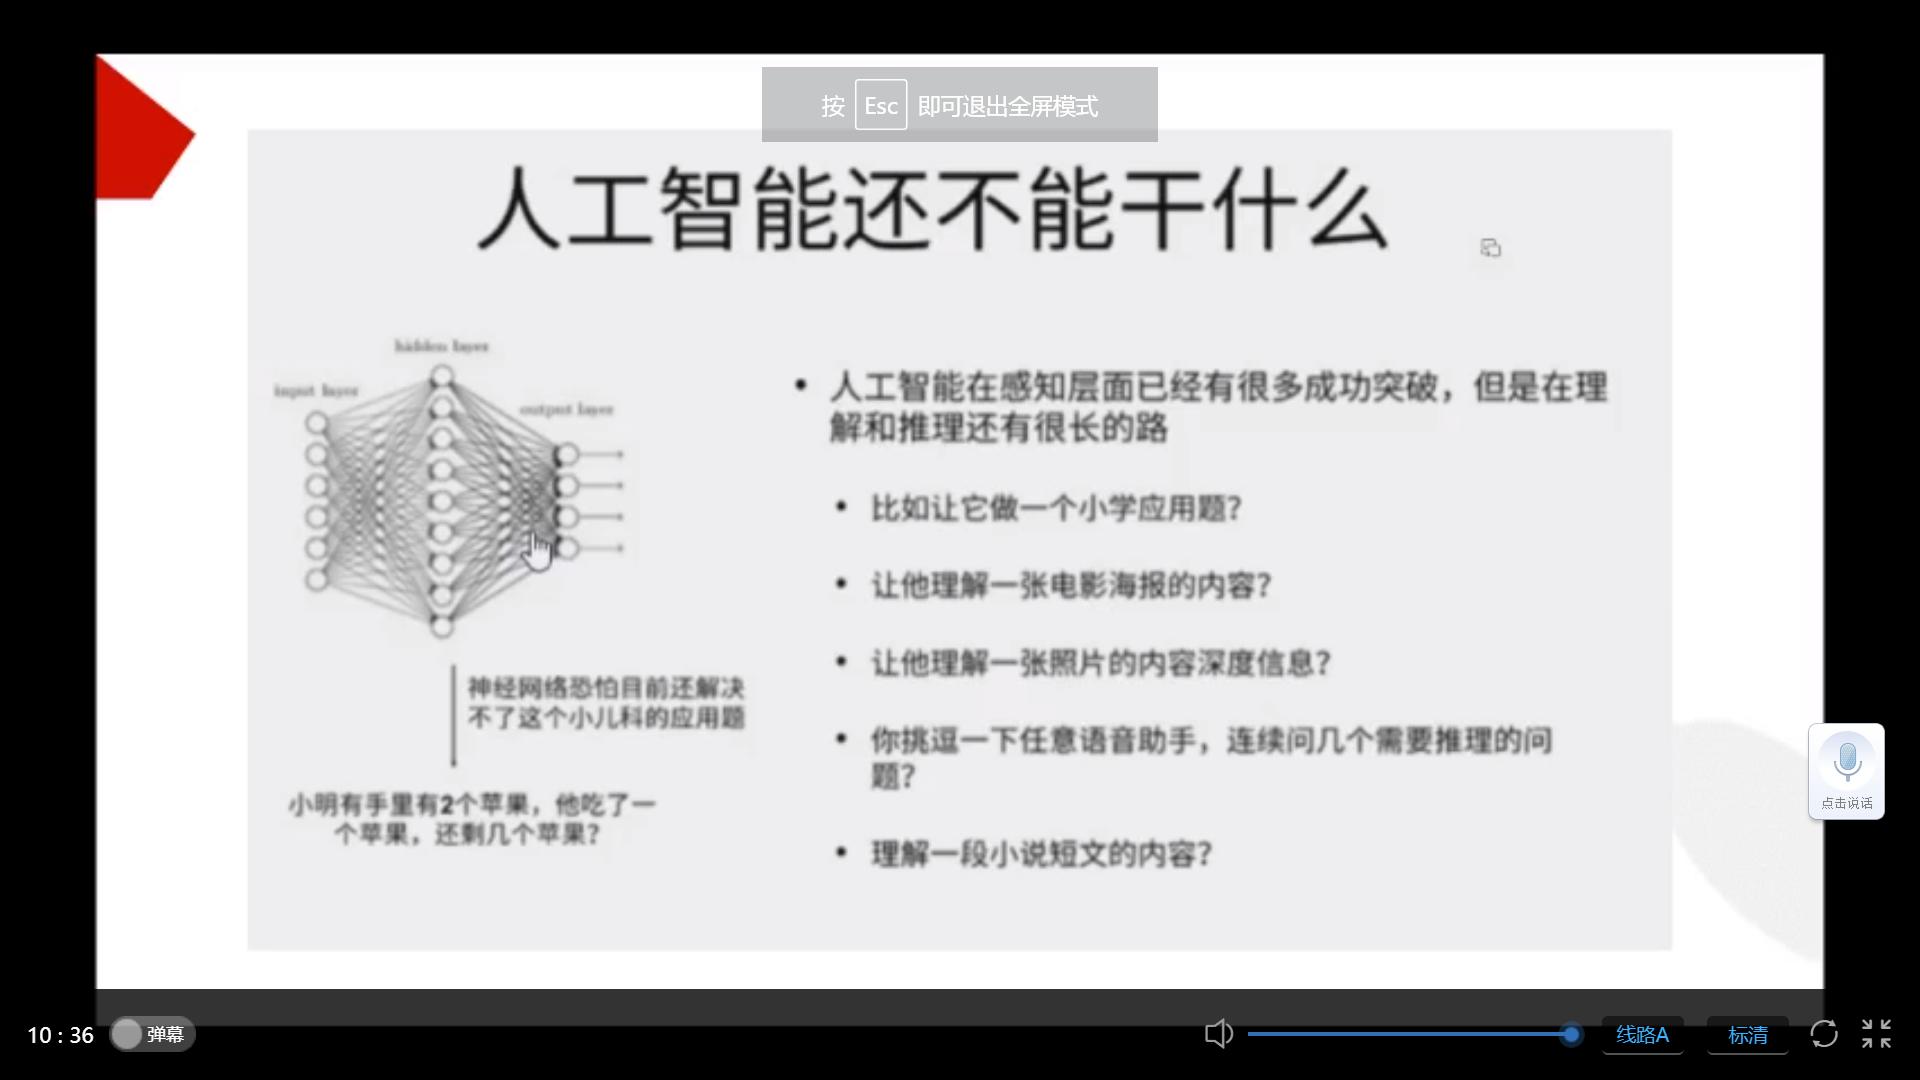 按 Esc 即可退出全屏模式
人工智能还不能干什么
hidden layer
input layer
output layer
神经网络恐怕目前还解决
不了这个小儿科的应用题
小明有手里有2个苹果，他吃了一
个苹果，还剩几个苹果？
• 人工智能在感知层面已经有很多成功突破，但是在理
解和推理还有很长的路
• 比如让它做一个小学应用题？
• 让他理解一张电影海报的内容？
• 让他理解一张照片的内容深度信息？
• 你挑逗一下任意语音助手，连续问几个需要推理的问
题？
• 理解一段小说短文的内容？
点击说话
10 : 36 弹幕 线路A 标清